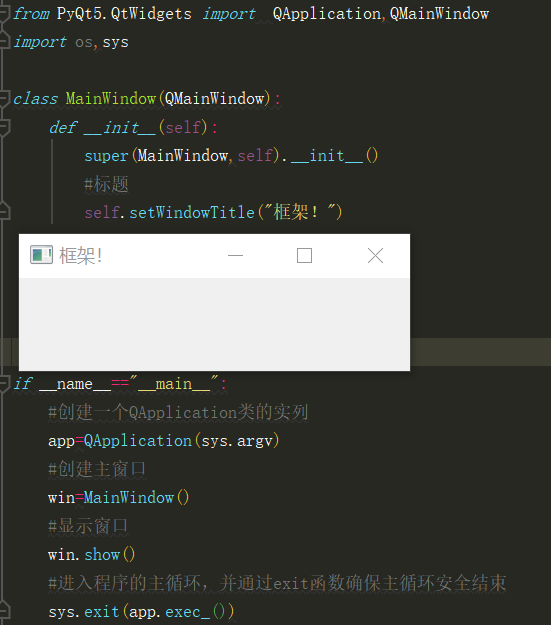 from PyQt5.QtWidgets import  QApplication,QMainWindow
import os,sys
class MainWindow(QMainWindow):
def __init__(self):
super(MainWindow,self).__init__()
#标题
self.setWindowTitle("框架！")
框架！
if __name__=="__main__":
#创建一个QApplication类的实列
app=QApplication(sys.argv)
#创建主窗口
win=MainWindow()
#显示窗口
win.show()
#进入程序的主循环，并通过exit函数确保主循环安全结束
sys.exit(app.exec_())